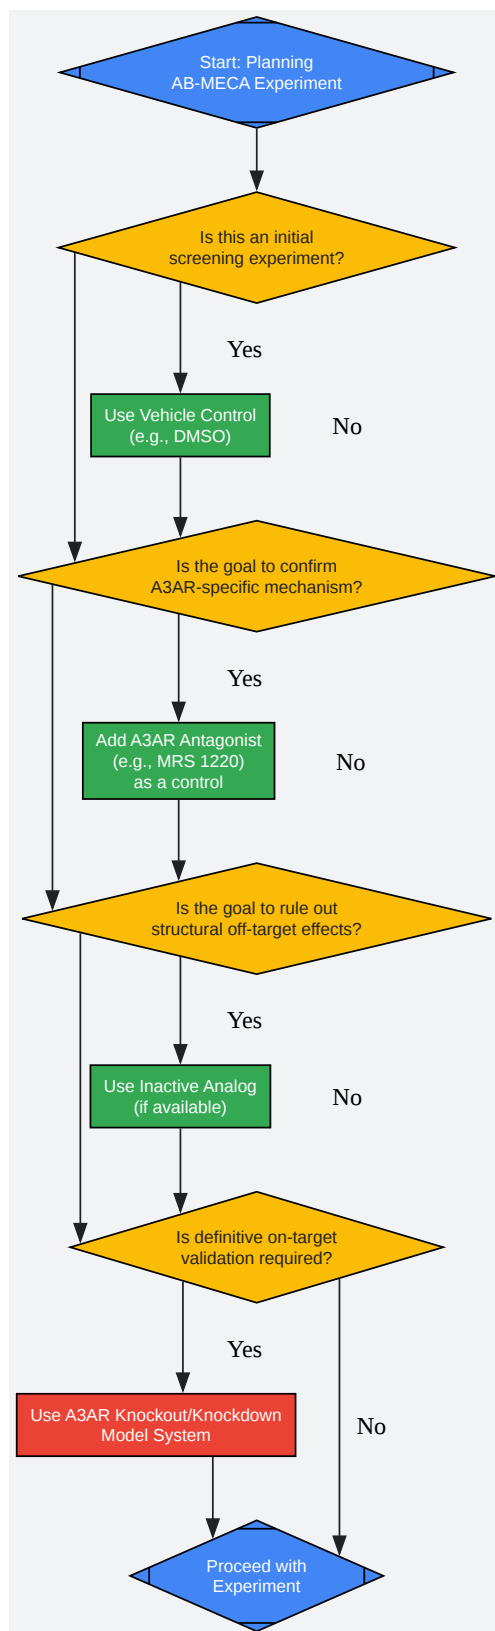 Start: Planning
AB-MECA Experiment
Is this an initial
screening experiment?
Yes
Use Vehicle Control
(e.g., DMSO)
No
Is the goal to confirm
A3AR-specific mechanism?
Yes
Add A3AR Antagonist
(e.g., MRS 1220)
as a control
No
Is the goal to rule out
structural off-target effects?
Yes
Use Inactive Analog
(if available)
No
Is definitive on-target
validation required?
Yes
Use A3AR Knockout/Knockdown
Model System
No
Proceed with
Experiment